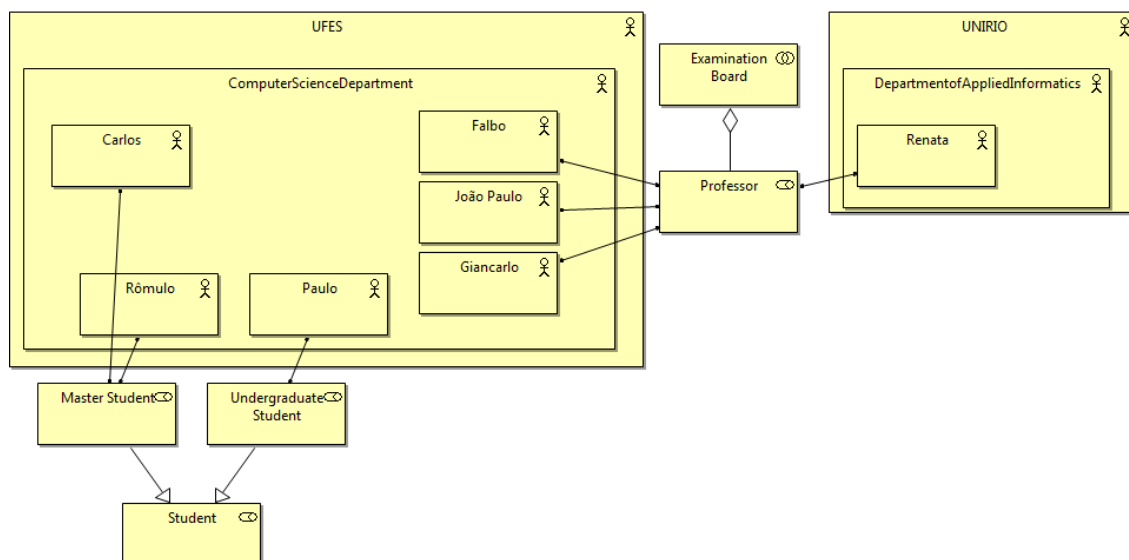 UFES
UNIRIO
Examination
Board
ComputerScienceDepartment
DepartmentofAppliedInformatics
Carlos
Falbo
Renata
Professor
João Paulo
Giancarlo
Rômulo
Paulo
Master Student
Undergraduate
Student
Student